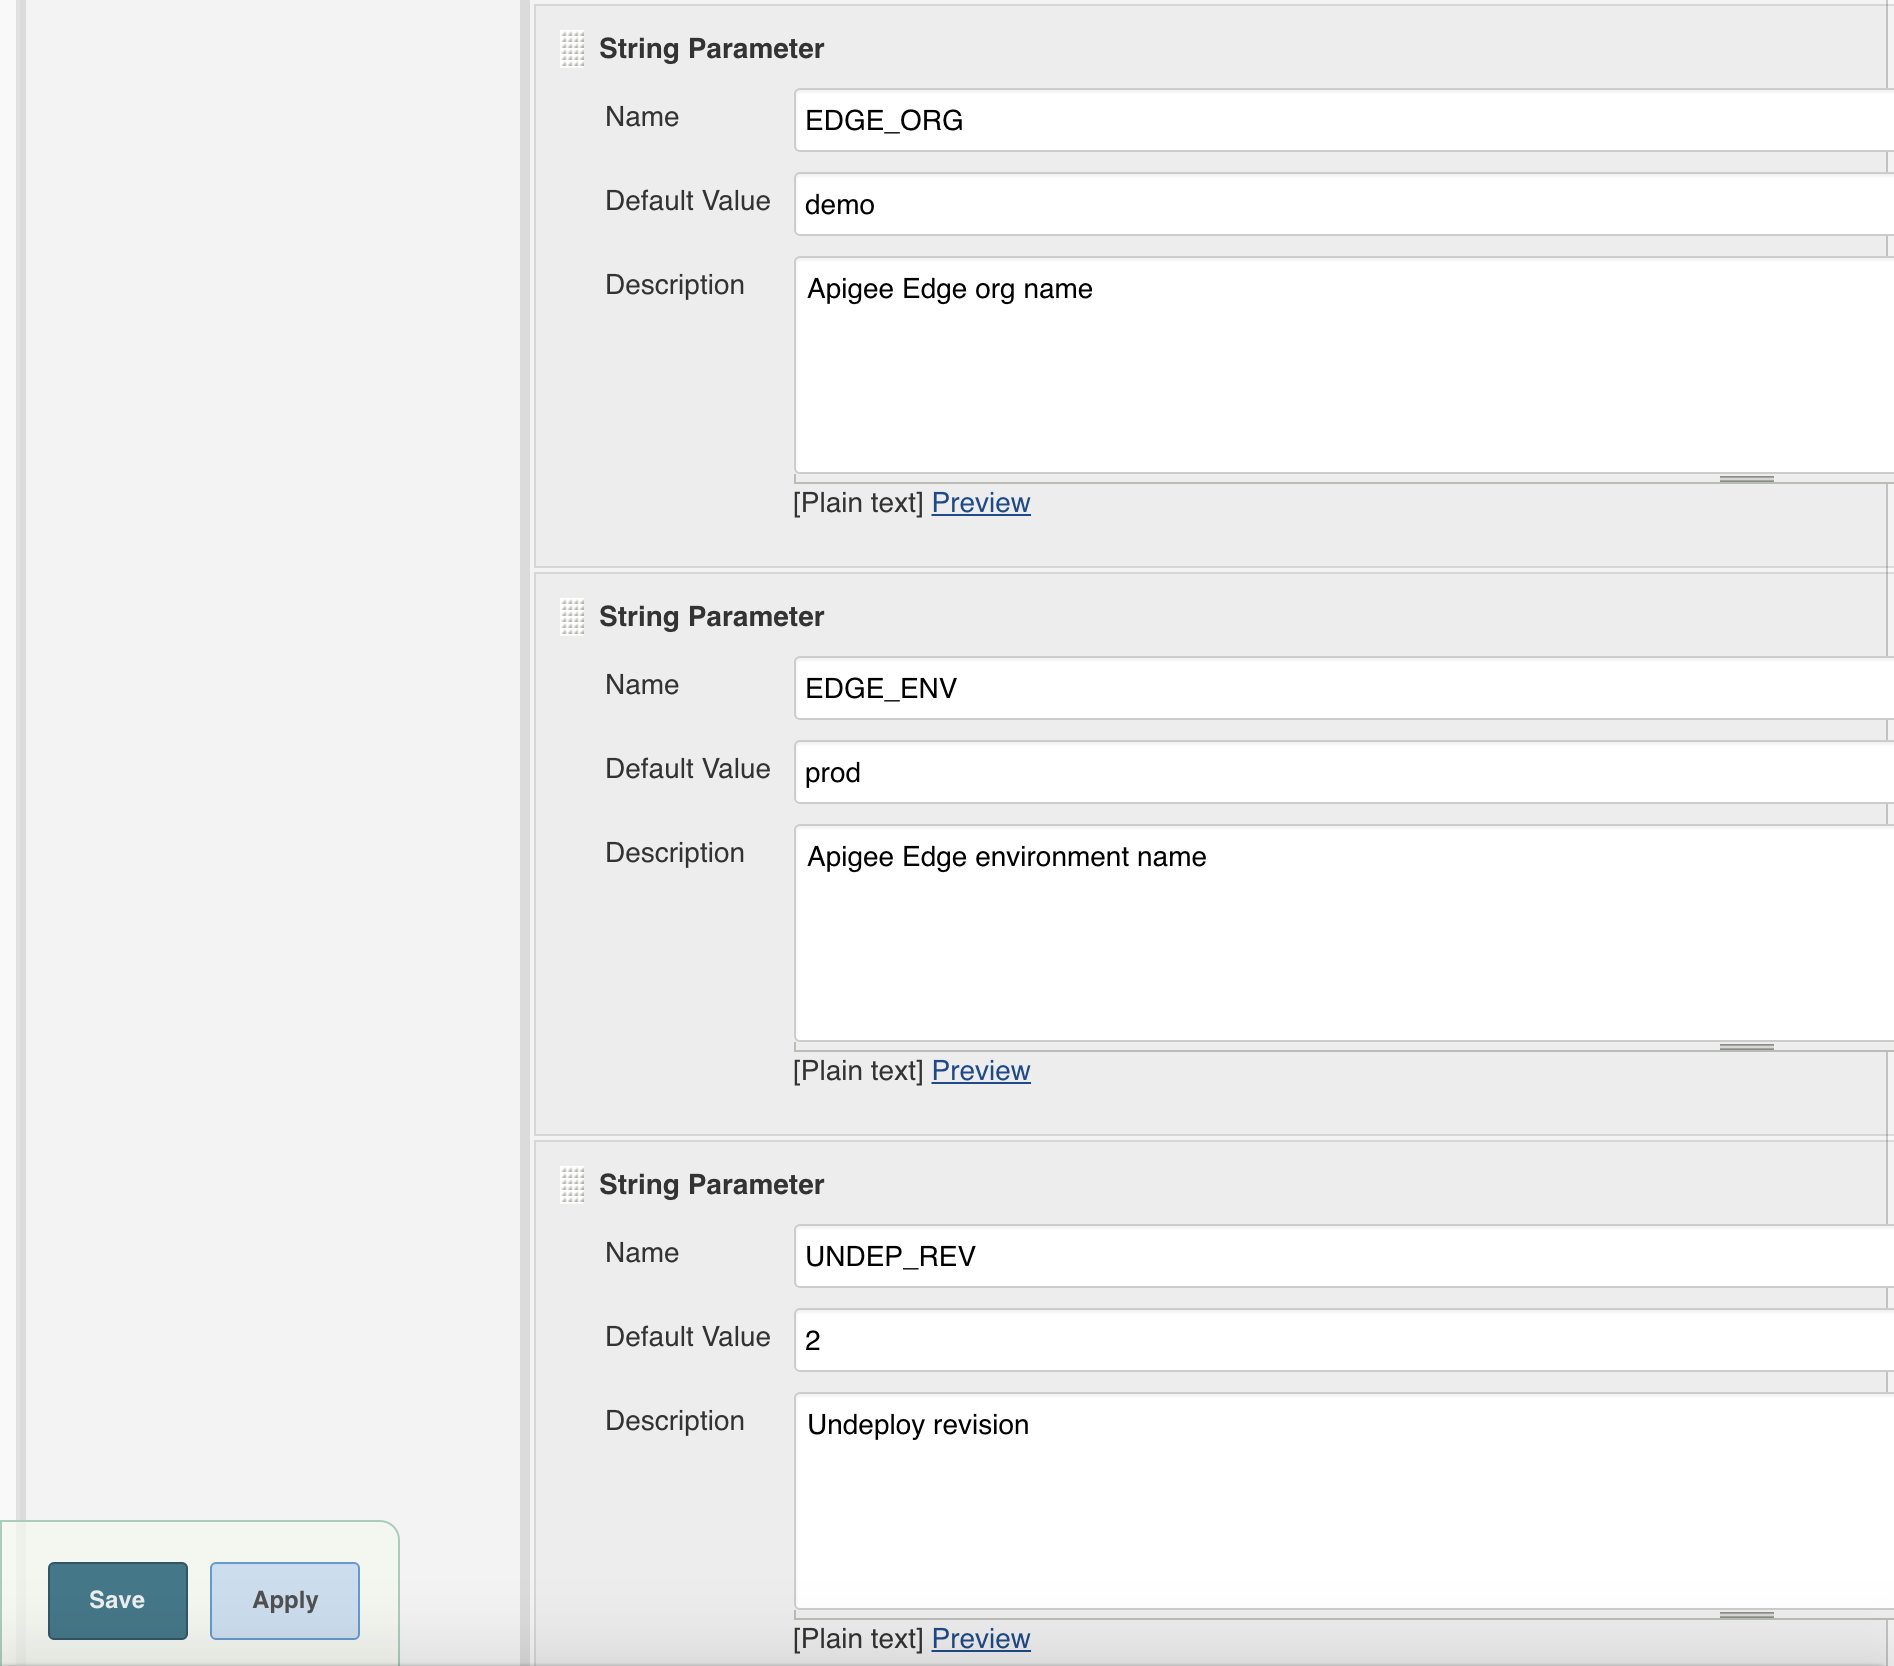 String Parameter
Name EDGE_ORG
Default Value demo
Description Apigee Edge org name
[Plain text] Preview
String Parameter
Name EDGE_ENV
Default Value prod
Description Apigee Edge environment name
[Plain text] Preview
String Parameter
Name UNDEP_REV
Default Value 2
Description Undeploy revision
Save Apply
[Plain text] Preview